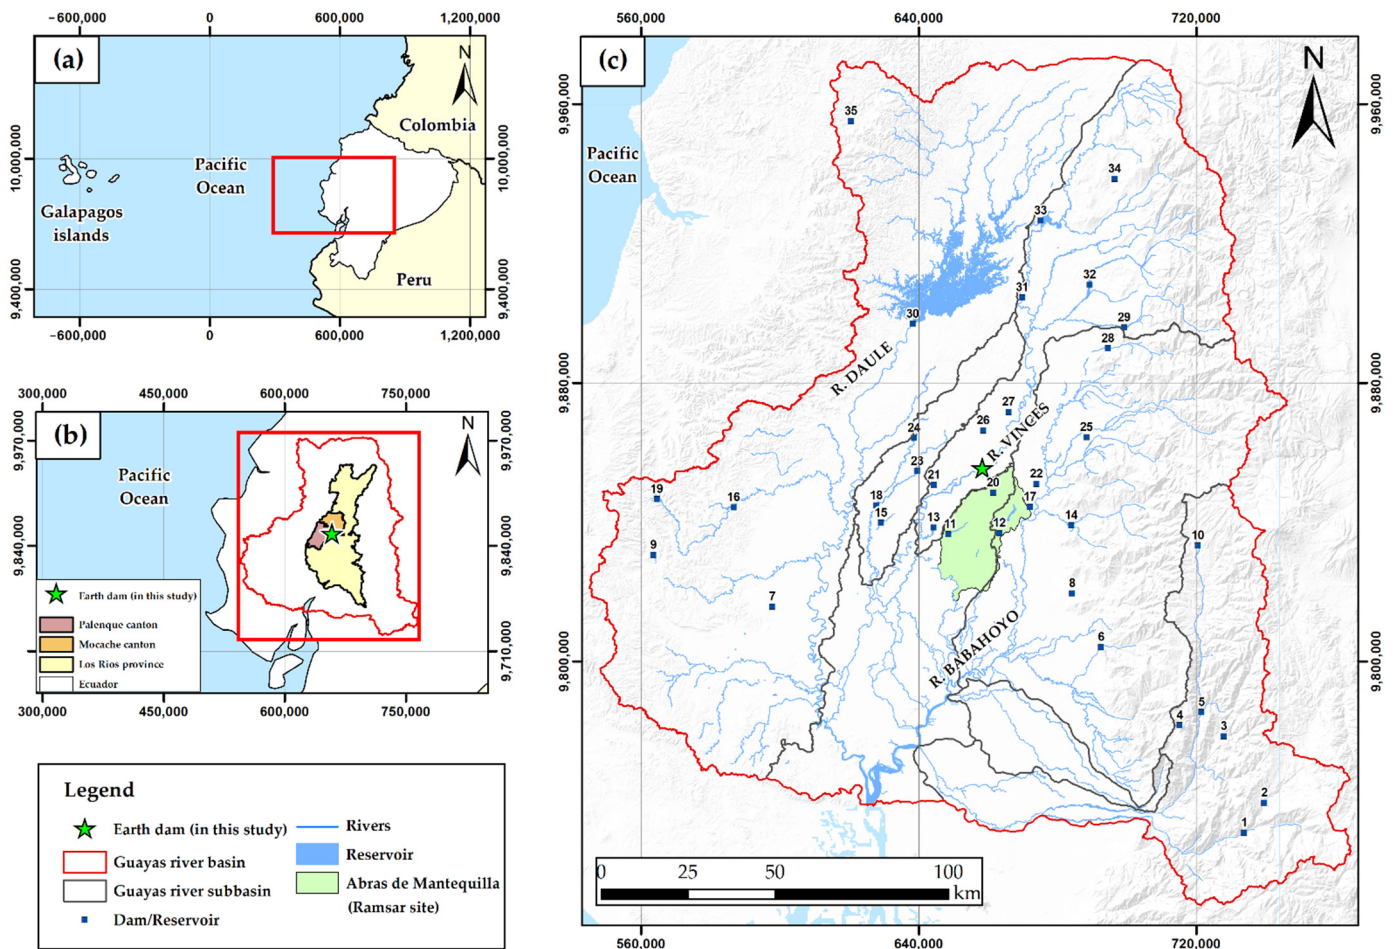 −600,000
0
600,000
1,200,000
(a)
N
Colombia
10,000,000
10,000,000
Pacific
Ocean
Galapagos
islands
Peru
9,400,000
9,400,000
−600,000
0
600,000
1,200,000
300,000
450,000
600,000
750,000
(b)
N
9,970,000
9,970,000
Pacific
Ocean
9,840,000
9,840,000
Earth dam (in this study)
Palenque canton
Mocache canton
Los Rios province
Ecuador
9,710,000
9,710,000
300,000
450,000
600,000
750,000
Legend
Earth dam (in this study)
Guayas river basin
Guayas river subbasin
Dam/Reservoir
Rivers
Reservoir
Abras de Mantequilla
(Ramsar site)
560,000
640,000
720,000
(c)
N
9,960,000
9,960,000
Pacific
Ocean
35
34
33
32
31
30
29
28
R. DAULE
9,880,000
9,880,000
27
26
R. VINCES
25
24
23
21
22
20
19
16
18
17
15
13
14
11
12
10
9
8
7
6
R. BABAHOYO
9,800,000
9,800,000
5
4
3
2
1
0
25
50
100
km
560,000
640,000
720,000